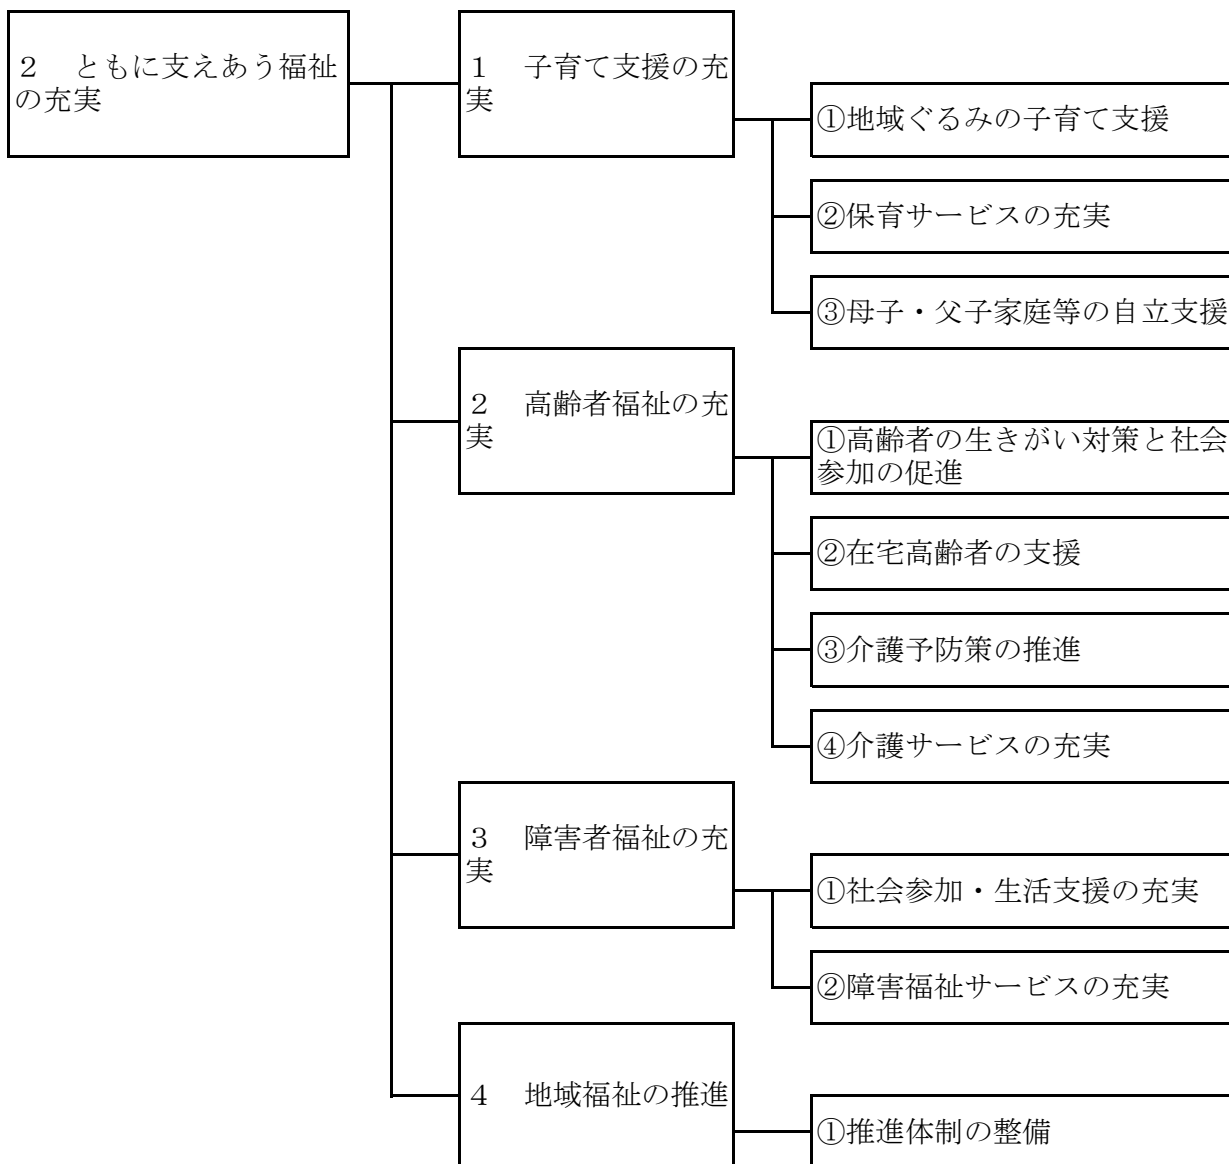 ２　ともに支えあう福祉
の充実
１　子育て支援の充
実
①地域ぐるみの子育て支援
②保育サービスの充実
③母子・父子家庭等の自立支援
２　高齢者福祉の充
実
①高齢者の生きがい対策と社会
参加の促進
②在宅高齢者の支援
③介護予防策の推進
④介護サービスの充実
３　障害者福祉の充
実
①社会参加・生活支援の充実
②障害福祉サービスの充実
４　地域福祉の推進
①推進体制の整備